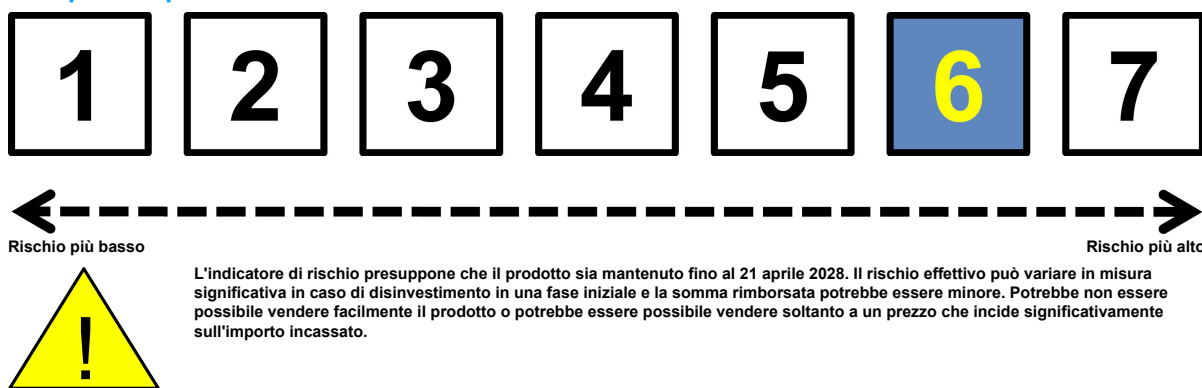 1 2 3 4 5 6 7
Rischio più basso Rischio più alto
!
L'indicatore di rischio presuppone che il prodotto sia mantenuto fino al 21 aprile 2028. Il rischio effettivo può variare in misura
significativa in caso di disinvestimento in una fase iniziale e la somma rimborsata potrebbe essere minore. Potrebbe non essere
possibile vendere facilmente il prodotto o potrebbe essere possibile vendere soltanto a un prezzo che incide significativamente
sull'importo incassato.